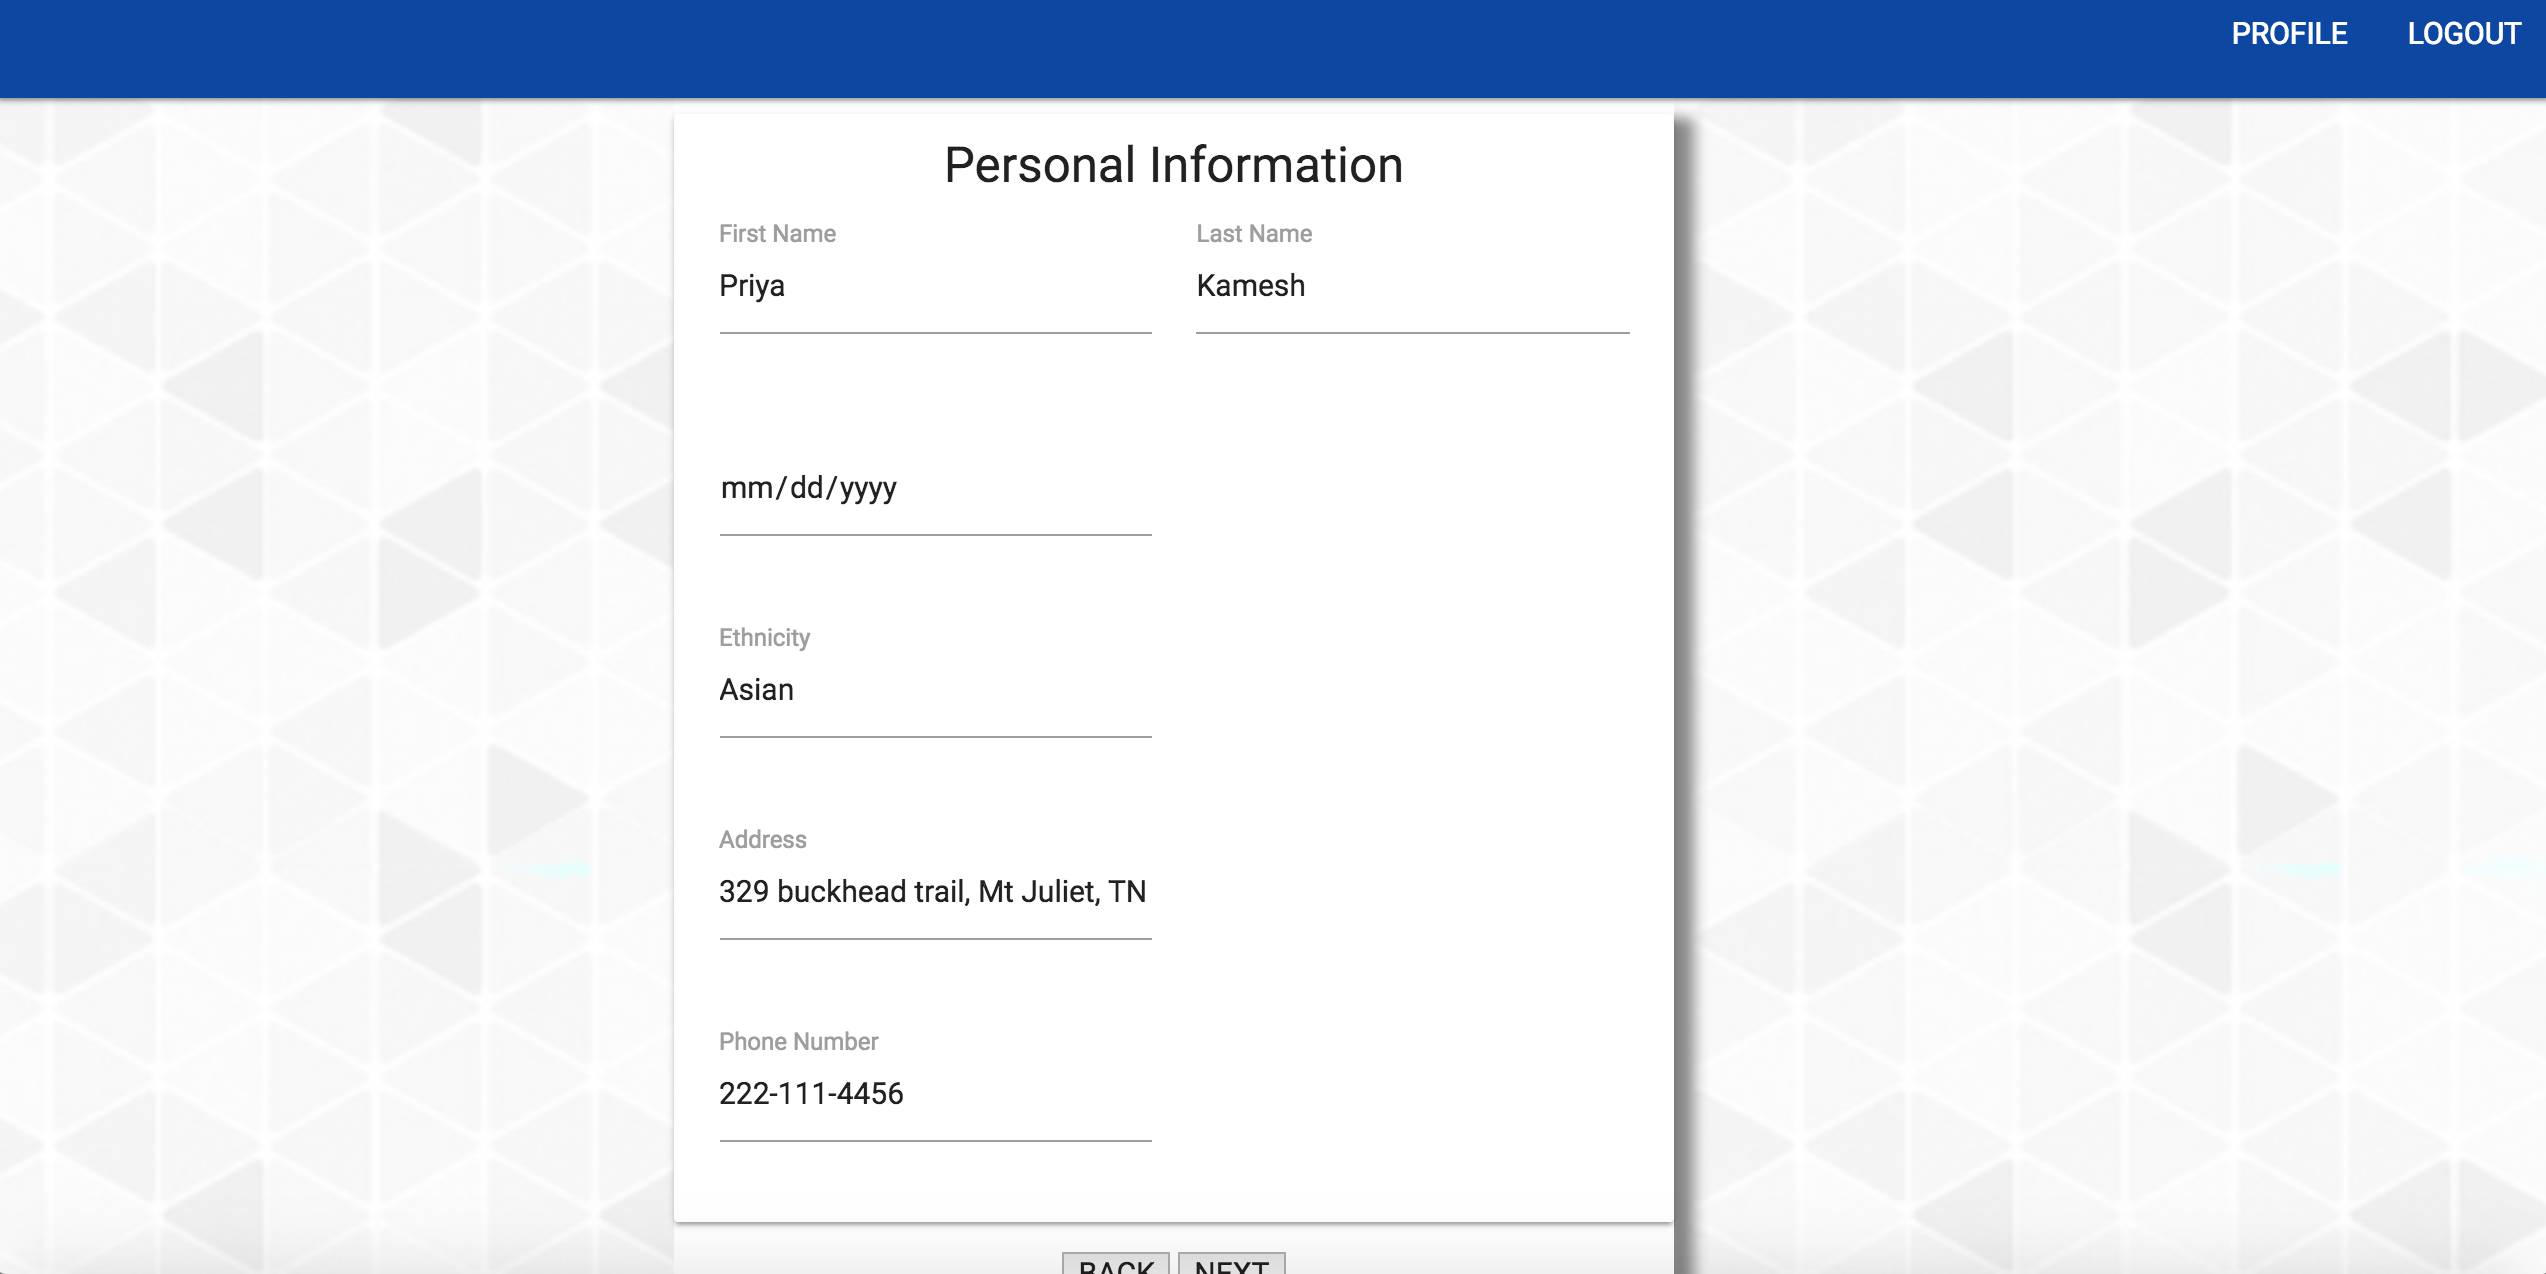 PROFILE LOGOUT
Personal Information
First Name Last Name
Priya Kamesh
mm/dd/yyyy
Ethnicity
Asian
Address
329 buckhead trail, Mt Juliet, TN
Phone Number
222-111-4456
BACK NEXT